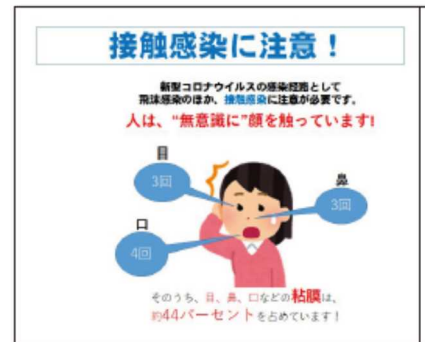 接触感染に注意！
新型コロナウイルスの感染経路として
飛沫感染のほか、接触感染に注意が必要です。
人は、“無意識に”顔を触っています!
目
3回
鼻
3回
口
4回
そのうち、目、鼻、口などの粘膜は、
約44パーセントを占めています！